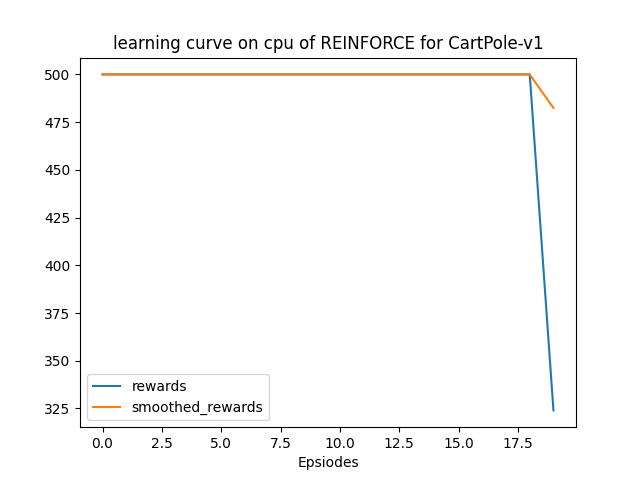 learning curve on cpu of REINFORCE for CartPole-v1
500
475
450
425
400
375
350
325
rewards
smoothed_rewards
0.0 2.5 5.0 7.5 10.0 12.5 15.0 17.5
Epsiodes